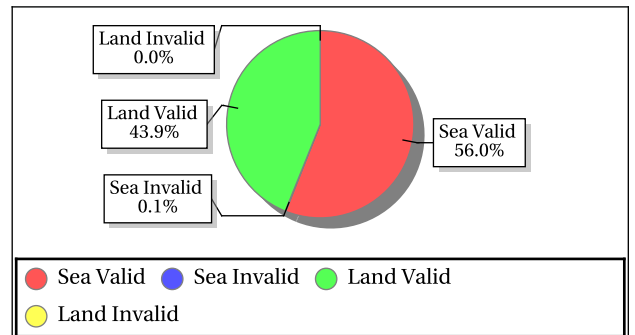 Land Invalid
0.0%
Land Valid
43.9%
Sea Valid
56.0%
Sea Invalid
0.1%
Sea Valid Sea Invalid Land Valid
Land Invalid